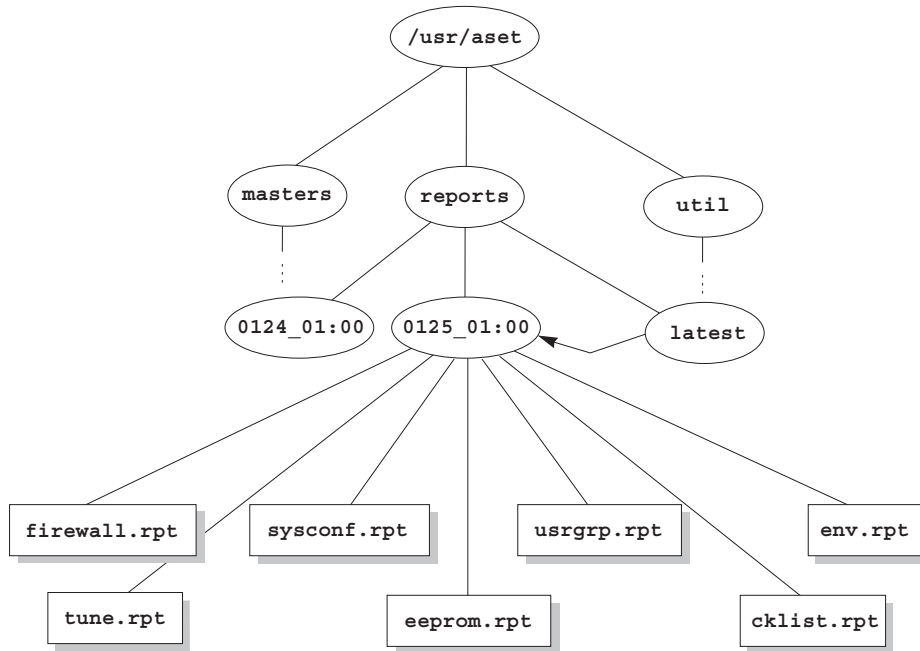 /usr/aset
masters
reports
util
0124_01:00
0125_01:00
latest
firewall.rpt
sysconf.rpt
usrgrp.rpt
env.rpt
tune.rpt
eeprom.rpt
cklist.rpt